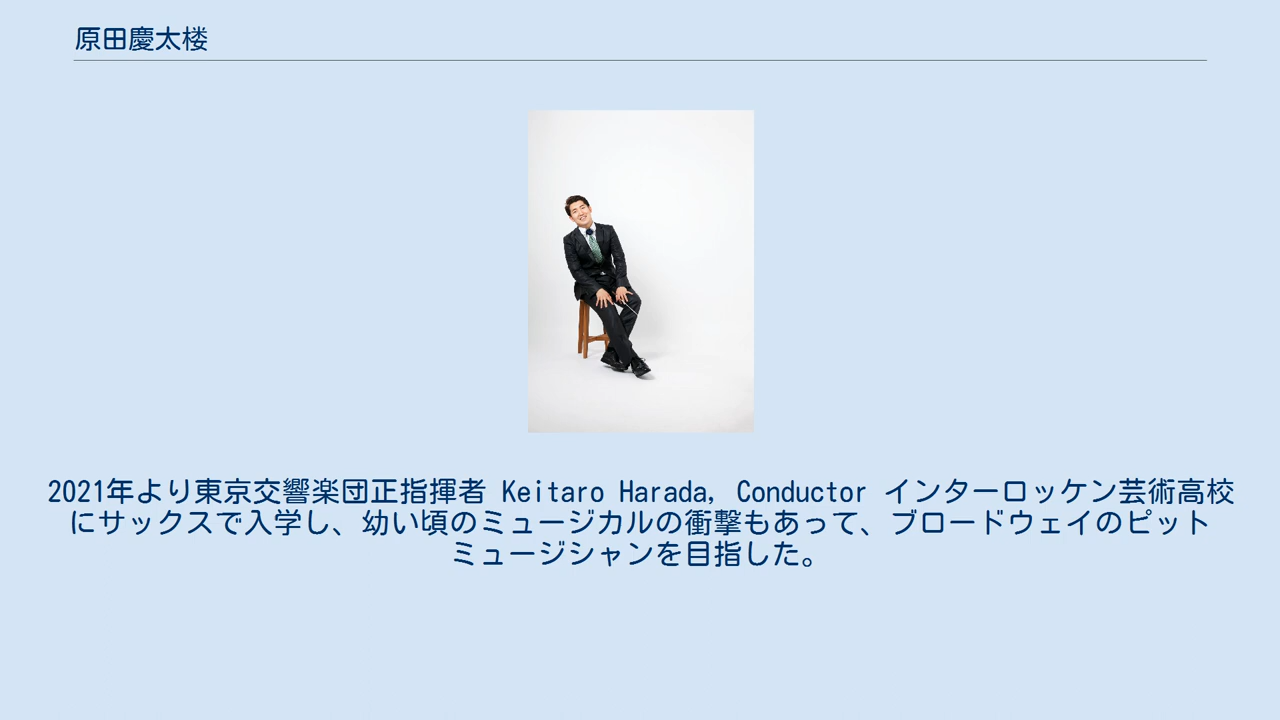 原田慶太楼
2021年より東京交響楽団正指揮者 Keitaro Harada, Conductor インターロッケン芸術高校
にサックスで入学し、幼い頃のミュージカルの衝撃もあって、ブロードウェイのピット
ミュージシャンを目指した。